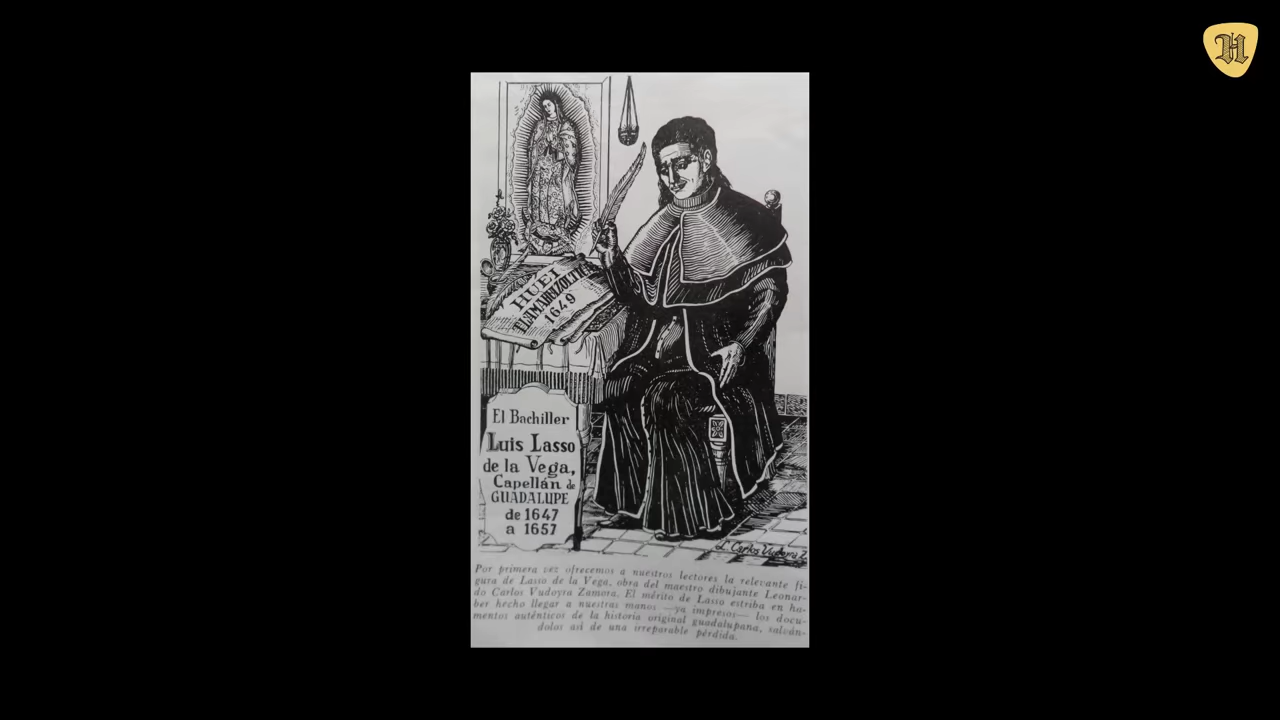 H
HUEI
TLAMAHUIZOLTICA
1649
El Bachiller
Luis Lasso
de la Vega,
Capellán de
GUADALUPE
de 1647
a 1657
L. Carlos Vudoyra Z.
Por primera vez ofrecemos a nuestros lectores la relevante fi-
gura de Lasso de la Vega, obra del maestro dibujante Leonar-
do Carlos Vudoyra Zamora. El mérito de Lasso estriba en ha-
ber hecho llegar a nuestras manos —ya impresos— los docu-
mentos auténticos de la historia original guadalupana, salván-
dolos así de una irreparable pérdida.